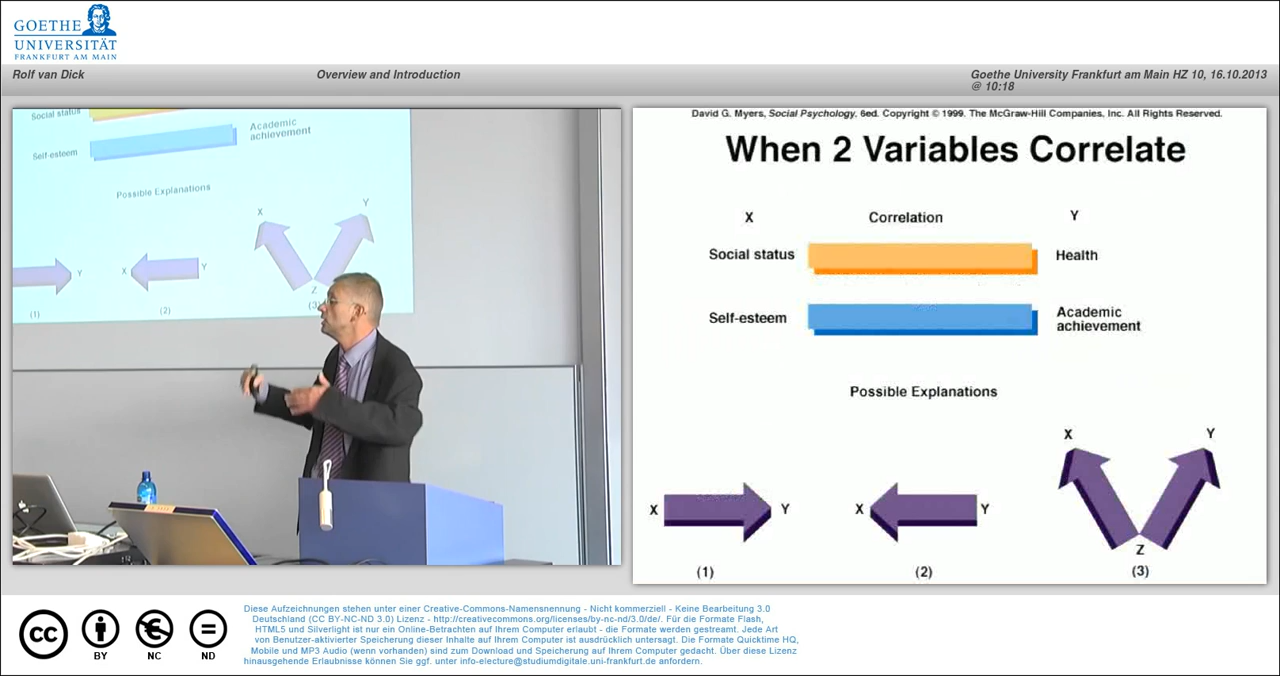 GOETHE
UNIVERSITÄT
FRANKFURT AM MAIN
Rolf van Dick
Overview and Introduction
Goethe University Frankfurt am Main HZ 10, 16.10.2013
@ 10:18
Social status
Self-esteem
Academic
achievement
Possible Explanations
X
Y
Y
X
Y
Z
(1)
(2)
(3)
David G. Myers, Social Psychology, 6ed. Copyright © 1999. The McGraw-Hill Companies, Inc. All Rights Reserved.
When 2 Variables Correlate
X Correlation Y
Social status Health
Self-esteem Academic
achievement
Possible Explanations
X Y
X Y X Y
Z
(1) (2) (3)
cc
BY NC ND
Diese Aufzeichnungen stehen unter einer Creative-Commons-Namensnennung - Nicht kommerziell - Keine Bearbeitung 3.0
Deutschland (CC BY-NC-ND 3.0) Lizenz - http://creativecommons.org/licenses/by-nc-nd/3.0/de/. Für die Formate Flash,
HTML5 und Silverlight ist nur ein Online-Betrachten auf Ihrem Computer erlaubt - die Formate werden gestreamt. Jede Art
von Benutzer-aktivierter Speicherung dieser Inhalte auf Ihrem Computer ist ausdrücklich untersagt. Die Formate Quicktime HQ,
Mobile und MP3 Audio (wenn vorhanden) sind zum Download und Speicherung auf Ihrem Computer gedacht. Über diese Lizenz
hinausgehende Erlaubnisse können Sie ggf. unter info-electure@studiumdigitale.uni-frankfurt.de anfordern.